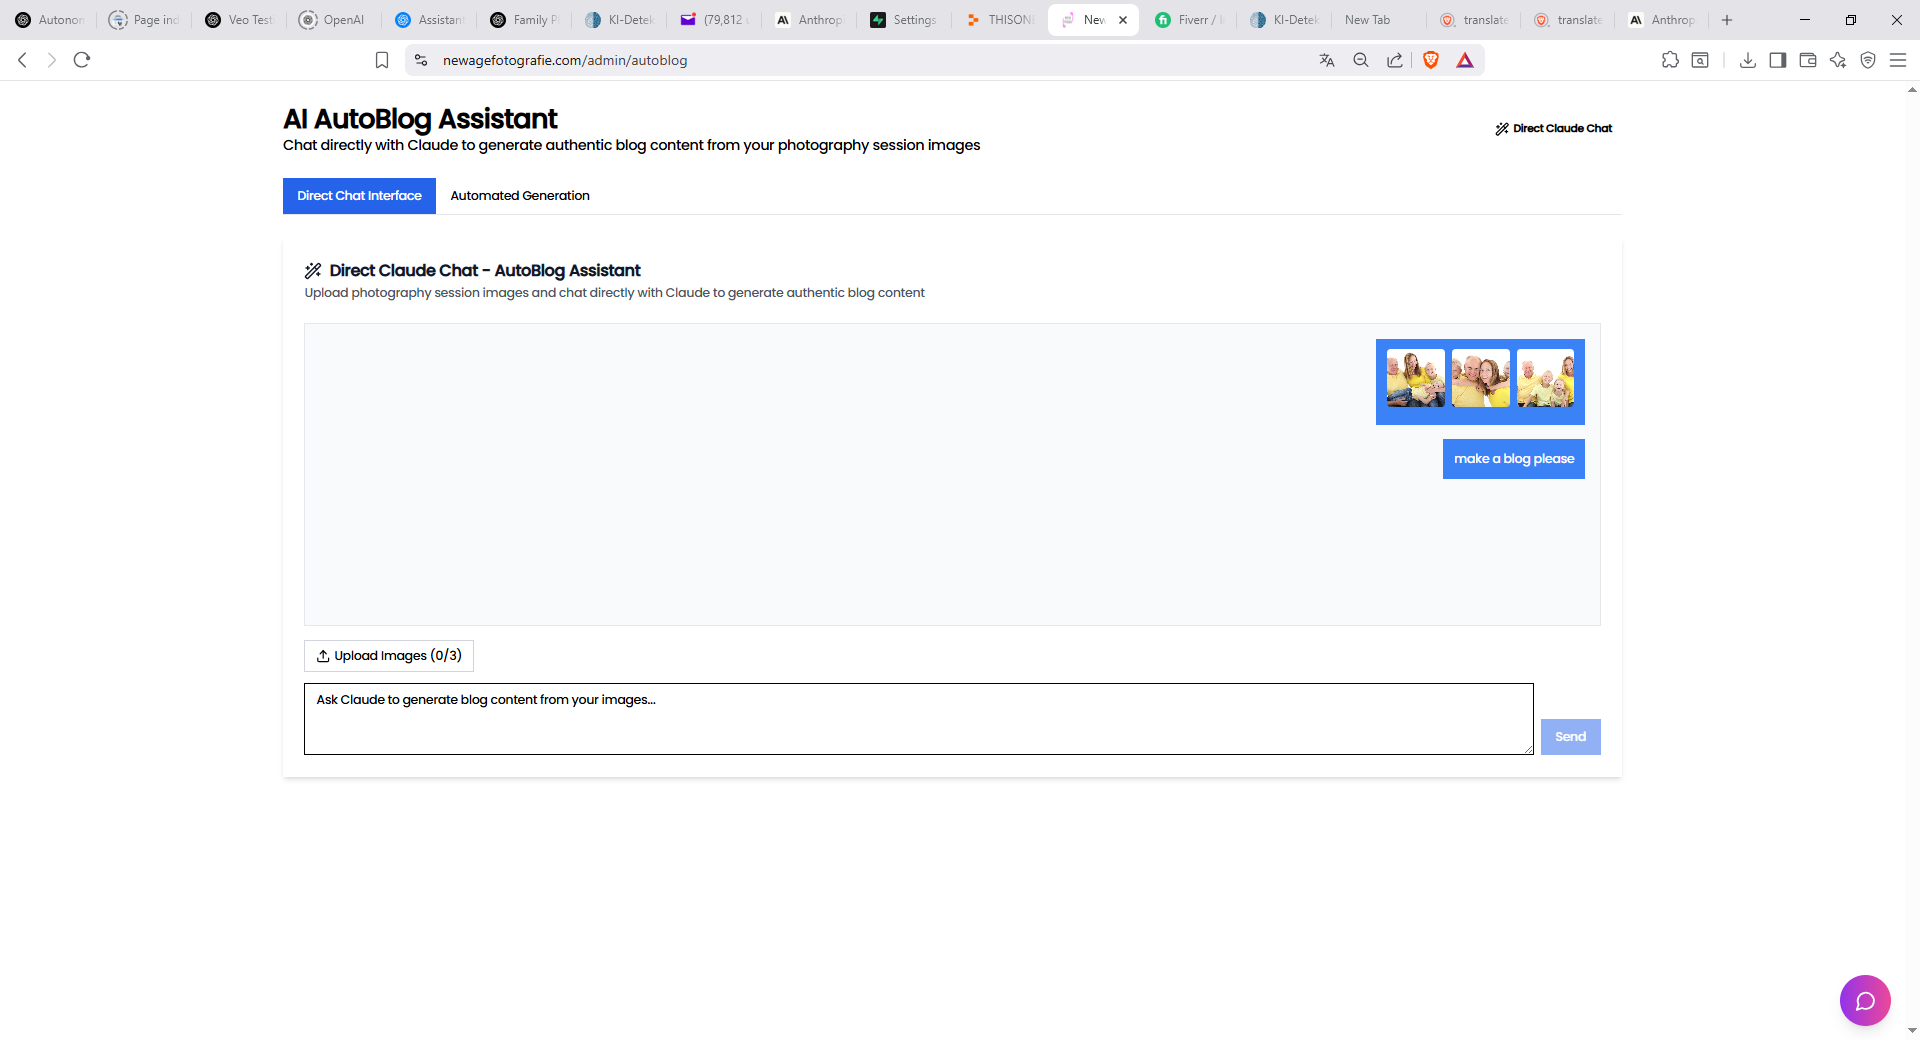 Autonon
Page ind
Veo Test
OpenAI
Assistant
Family P
KI-Detek
(79,812 u
Anthropi
Settings
THISONE
New
Fiverr / I
KI-Detek
New Tab
translate
translate
Anthrop
newagefotografie.com/admin/autoblog
AI AutoBlog Assistant
Direct Claude Chat
Chat directly with Claude to generate authentic blog content from your photography session images
Direct Chat Interface
Automated Generation
Direct Claude Chat - AutoBlog Assistant
Upload photography session images and chat directly with Claude to generate authentic blog content
make a blog please
Upload Images (0/3)
Ask Claude to generate blog content from your images...
Send